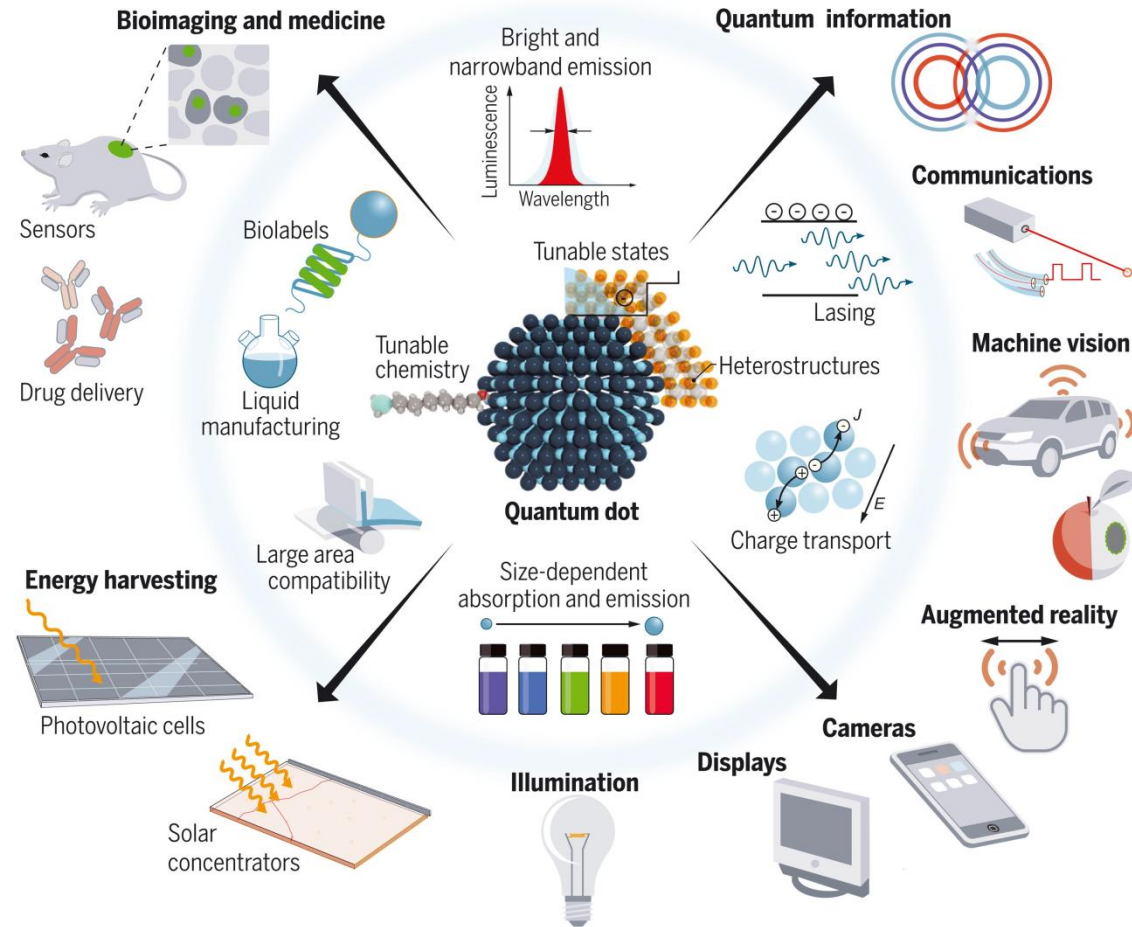 Bioimaging and medicine
Sensors
Drug delivery
Biolabels
Liquid
manufacturing
Tunable
chemistry
Large area
compatibility
Bright and
narrowband emission
Luminescence
Wavelength
Tunable states
-
Heterostructures
Quantum dot
Size-dependent
absorption and emission
Quantum information
- - - -
Lasing
J
-
+ -
+
E
Charge transport
Communications
Machine vision
Augmented reality
Cameras
Displays
Illumination
Energy harvesting
Photovoltaic cells
Solar
concentrators